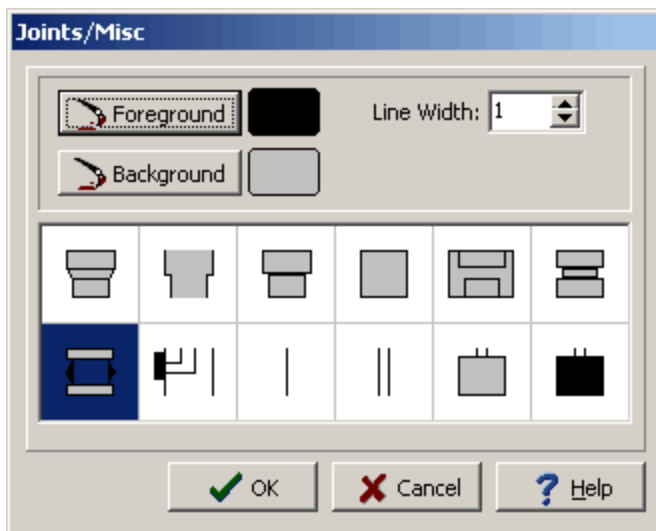 Joints/Misc
Foreground
Line Width: 1
Background
OK
Cancel
Help